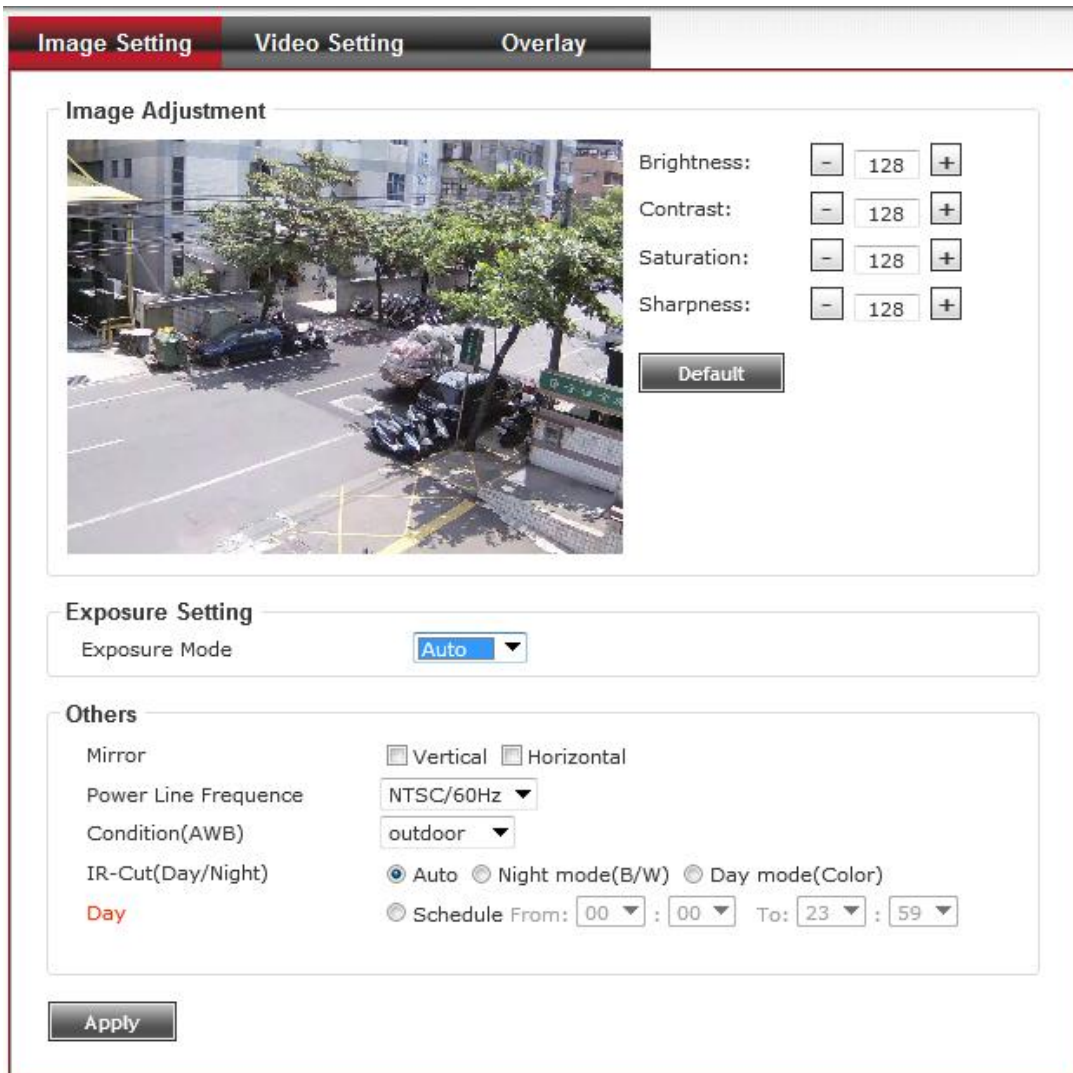 Image Setting Video Setting Overlay
Image Adjustment
Brightness: - 128 +
Contrast: - 128 +
Saturation: - 128 +
Sharpness: - 128 +
Default
Exposure Setting
Exposure Mode Auto
Others
Mirror Vertical Horizontal
Power Line Frequence NTSC/60Hz
Condition(AWB) outdoor
IR-Cut(Day/Night) Auto Night mode(B/W) Day mode(Color)
Day Schedule From: 00 : 00 To: 23 : 59
Apply